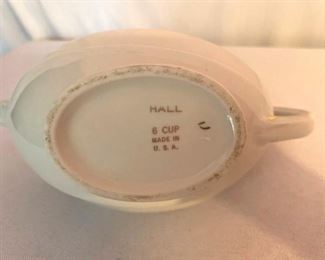 HALL
6 CUP
MADE IN
U. S. A.